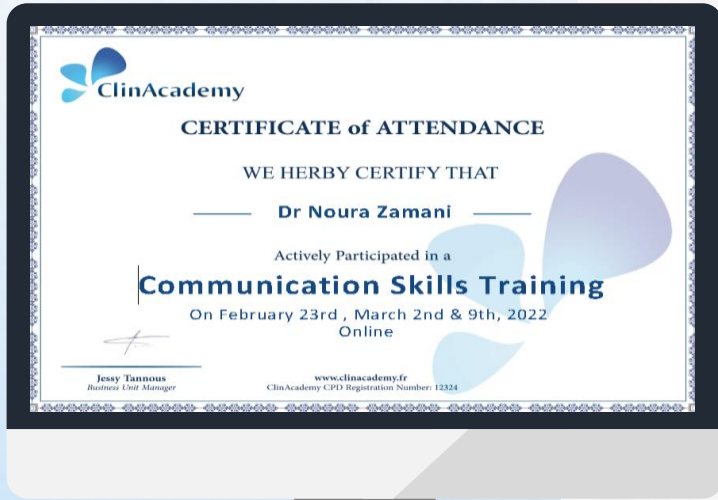 ClinAcademy
CERTIFICATE of ATTENDANCE
WE HERBY CERTIFY THAT
Dr Noura Zamani
Actively Participated in a
Communication Skills Training
On February 23rd , March 2nd & 9th, 2022
Online
Jessy Tannous
Business Unit Manager
www.clinacademy.fr
ClinAcademy CPD Registration Number: 12324